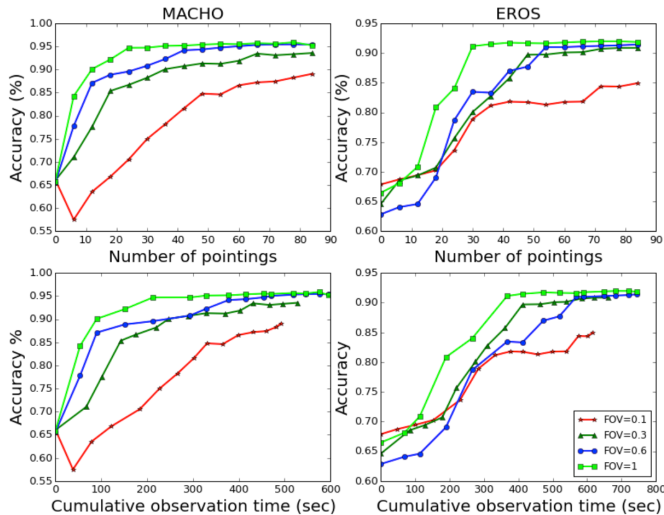 MACHO
EROS
Accuracy (%)
1.00
0.95
0.90
0.85
0.80
0.75
0.70
0.65
0.60
0.55
0 10 20 30 40 50 60 70 80 90
Number of pointings
Accuracy (%)
0.95
0.90
0.85
0.80
0.75
0.70
0.65
0.60
0 10 20 30 40 50 60 70 80 90
Number of pointings
Accuracy %
1.00
0.95
0.90
0.85
0.80
0.75
0.70
0.65
0.60
0.55
0 100 200 300 400 500 600
Cumulative observation time (sec)
Accuracy
0.95
0.90
0.85
0.80
0.75
0.70
0.65
0.60
0 100 200 300 400 500 600 700 800
Cumulative observation time (sec)
FOV=0.1
FOV=0.3
FOV=0.6
FOV=1